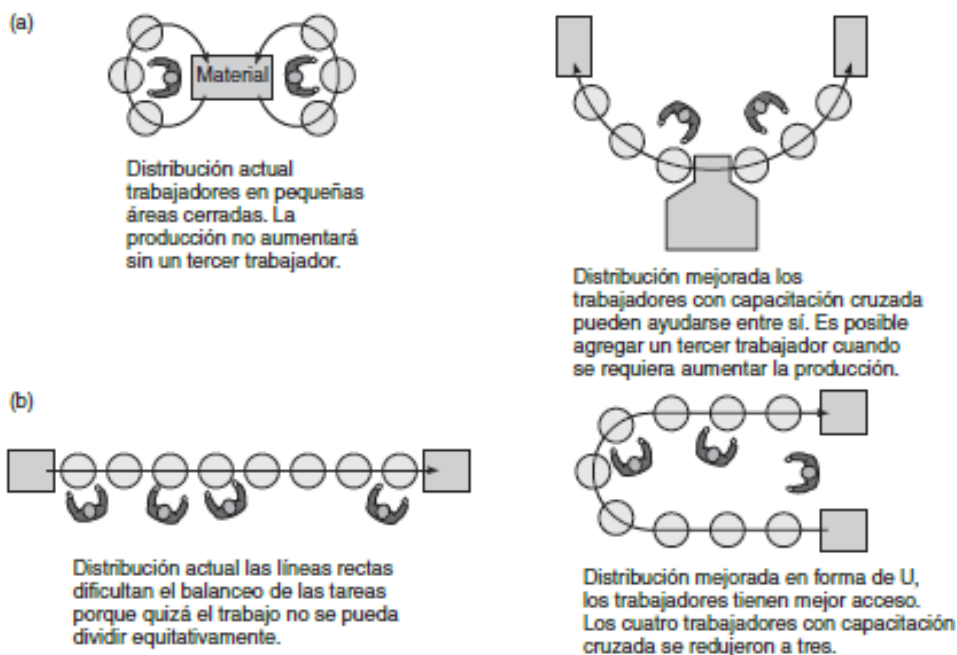 (a)
Material
Distribución actual
trabajadores en pequeñas
áreas cerradas. La
producción no aumentará
sin un tercer trabajador.
Distribución mejorada los
trabajadores con capacitación cruzada
pueden ayudarse entre sí. Es posible
agregar un tercer trabajador cuando
se requiera aumentar la producción.
(b)
Distribución actual las líneas rectas
dificultan el balanceo de las tareas
porque quizá el trabajo no se pueda
dividir equitativamente.
Distribución mejorada en forma de U,
los trabajadores tienen mejor acceso.
Los cuatro trabajadores con capacitación
cruzada se redujeron a tres.